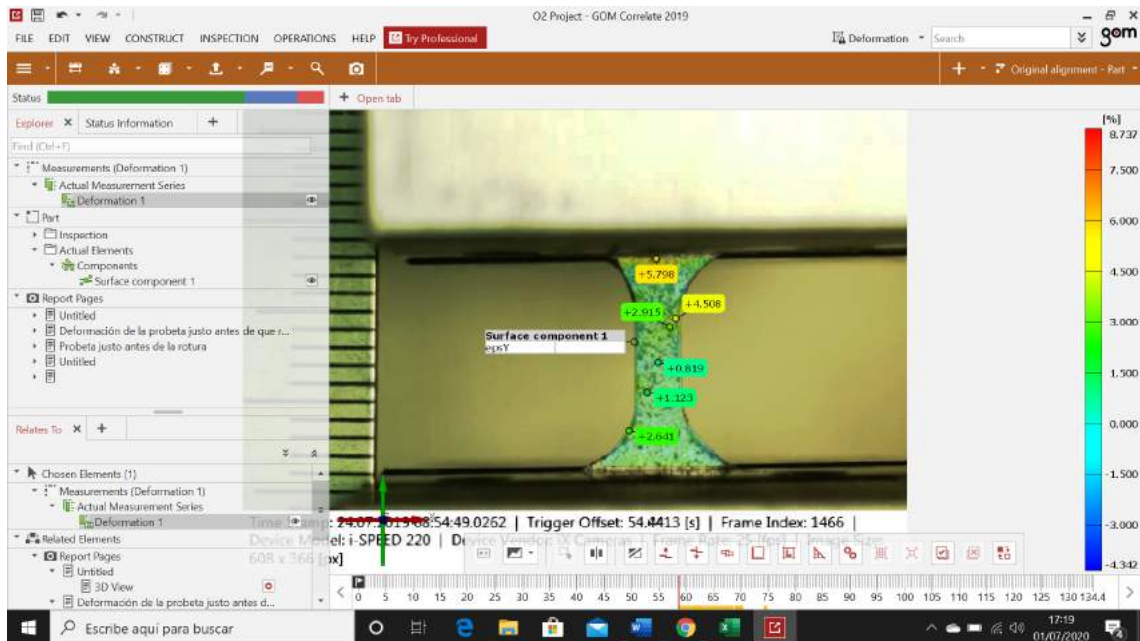 O2 Project - GOM Correlate 2019
FILE EDIT VIEW CONSTRUCT INSPECTION OPERATIONS HELP Try Professional
Deformation
Search
gom
Original alignment - Part
Status
Open tab
Explorer Status Information
Find (Ctrl+F)
Measurements (Deformation 1)
Actual Measurement Series
Deformation 1
Part
Inspection
Actual Elements
Components
Surface component 1
Report Pages
Untitled
Deformación de la probeta justo antes de que r...
Probeta justo antes de la rotura
Untitled
Relates To
Chosen Elements (1)
Measurements (Deformation 1)
Actual Measurement Series
Deformation 1
Related Elements
Report Pages
Untitled
3D View
Deformación de la probeta justo antes d...
+5.798
+4.508
+2.915
Surface component 1
epsY
+0.819
+1.123
+2.641
[%]
8.737
7.500
6.000
4.500
3.000
1.500
0.000
-1.500
-3.000
-4.342
| Trigger Offset: 54.4413 [s] | Frame Index: 1466 |
i-SPEED 220 | Device Vendor: iX Cameras | Frame Rate: 25 [fps] | Image Size:
608 x 366 [px]
0 5 10 15 20 25 30 35 40 45 50 55 60 65 70 75 80 85 90 95 100 105 110 115 120 125 130 134.4
Escribe aquí para buscar
17:19
01/07/2020